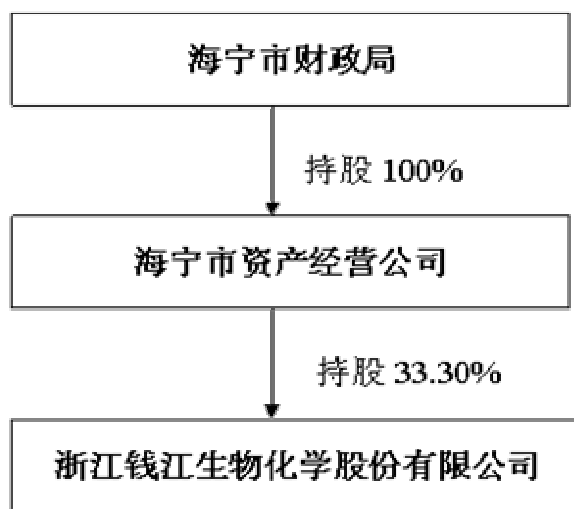 海宁市财政局
持股 100%
海宁市资产经营公司
持股 33.30%
浙江钱江生物化学股份有限公司